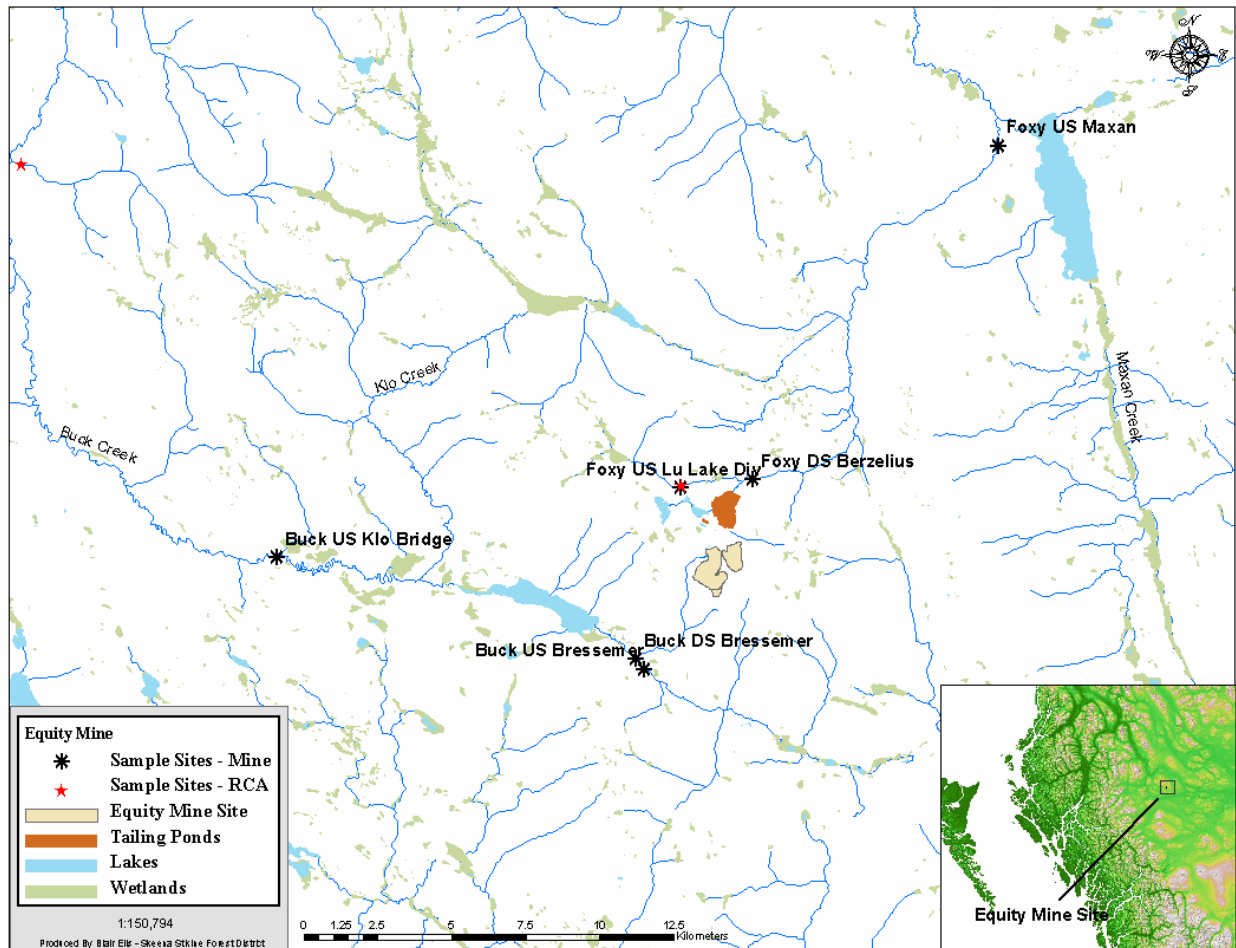 N
E
S
Foxy US Maxan
Klo Creek
Maxan Creek
Buck Creek
Foxy US Lu Lake Div
Foxy DS Berzelius
Buck US Klo Bridge
Buck US Bressemer
Buck DS Bressemer
Equity Mine
Sample Sites - Mine
Sample Sites - RCA
Equity Mine Site
Tailing Ponds
Lakes
Wetlands
1:150,794
Produced By Blair Ells - Skeena Stikine Forest District
0 1.25 2.5 5 7.5 10 12.5
Kilometers
Equity Mine Site